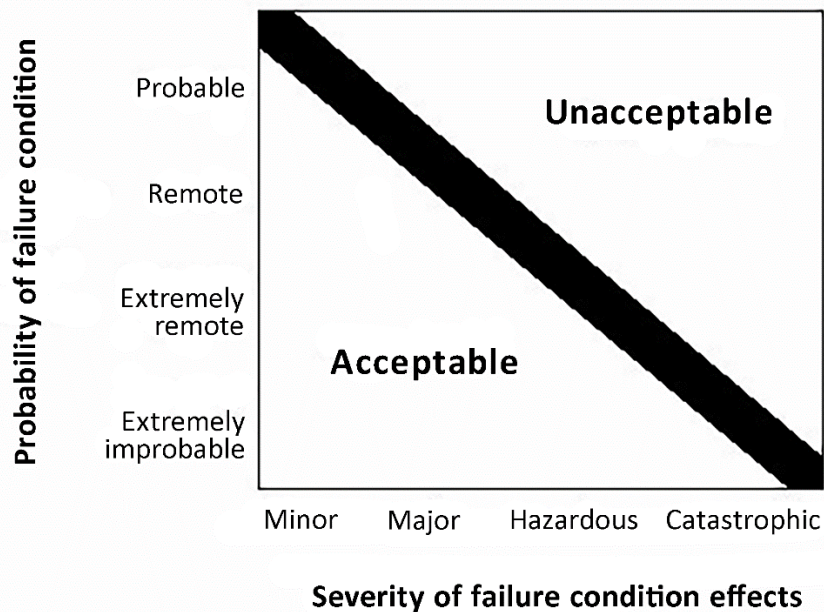 Probability of failure condition
Probable
Remote
Extremely
remote
Extremely
improbable
Unacceptable
Acceptable
Minor
Major
Hazardous
Catastrophic
Severity of failure condition effects